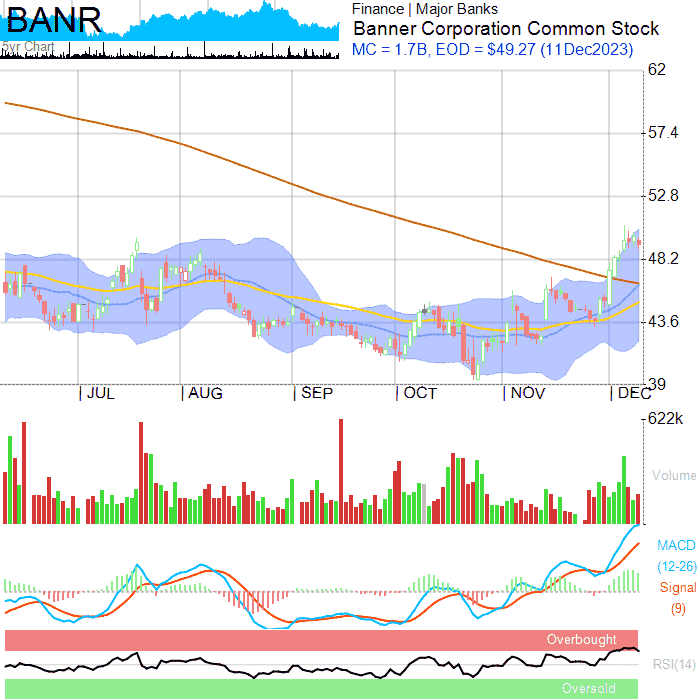 BANR
5yr Chart
Finance | Major Banks
Banner Corporation Common Stock
MC = 1.7B, EOD = $49.27 (11Dec2023)
62
57.4
52.8
48.2
43.6
39
| JUL | AUG | SEP | OCT | NOV | DEC
622k
Volume
MACD
(12-26)
Signal
(9)
Overbought
RSI(14)
Oversold